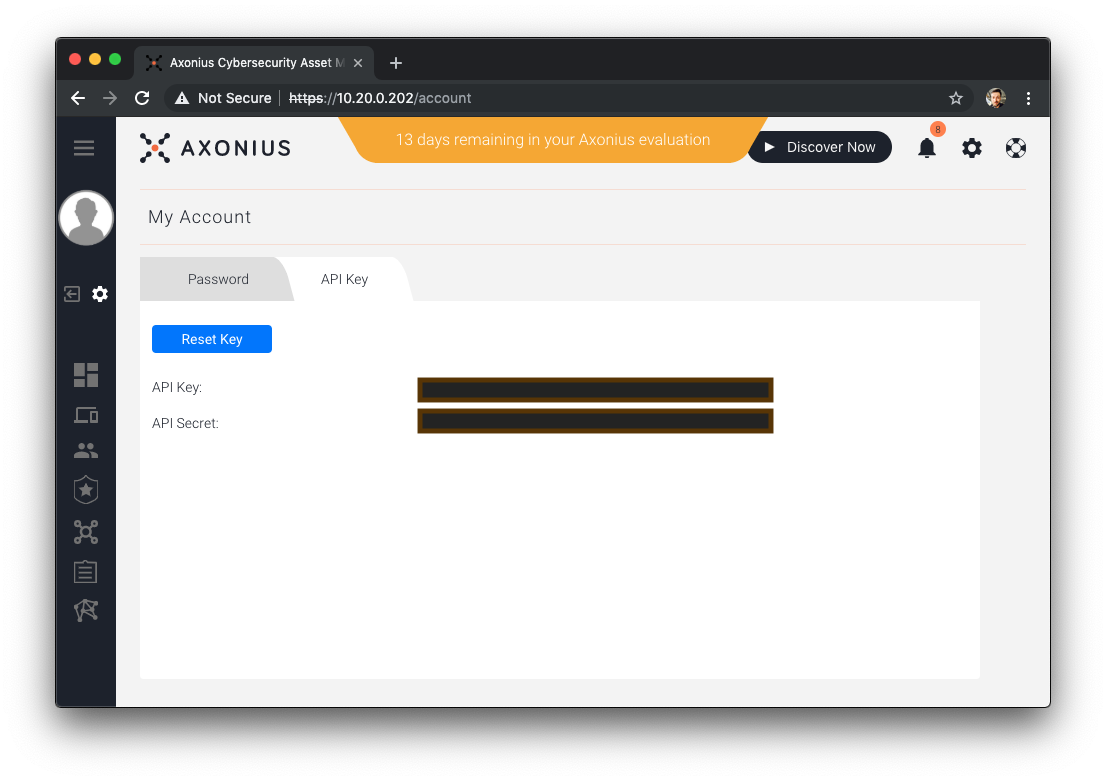 Axonius Cybersecurity Asset M
Not Secure https://10.20.0.202/account
AXONIUS
13 days remaining in your Axonius evaluation
Discover Now
8
My Account
Password
API Key
Reset Key
API Key:
API Secret: